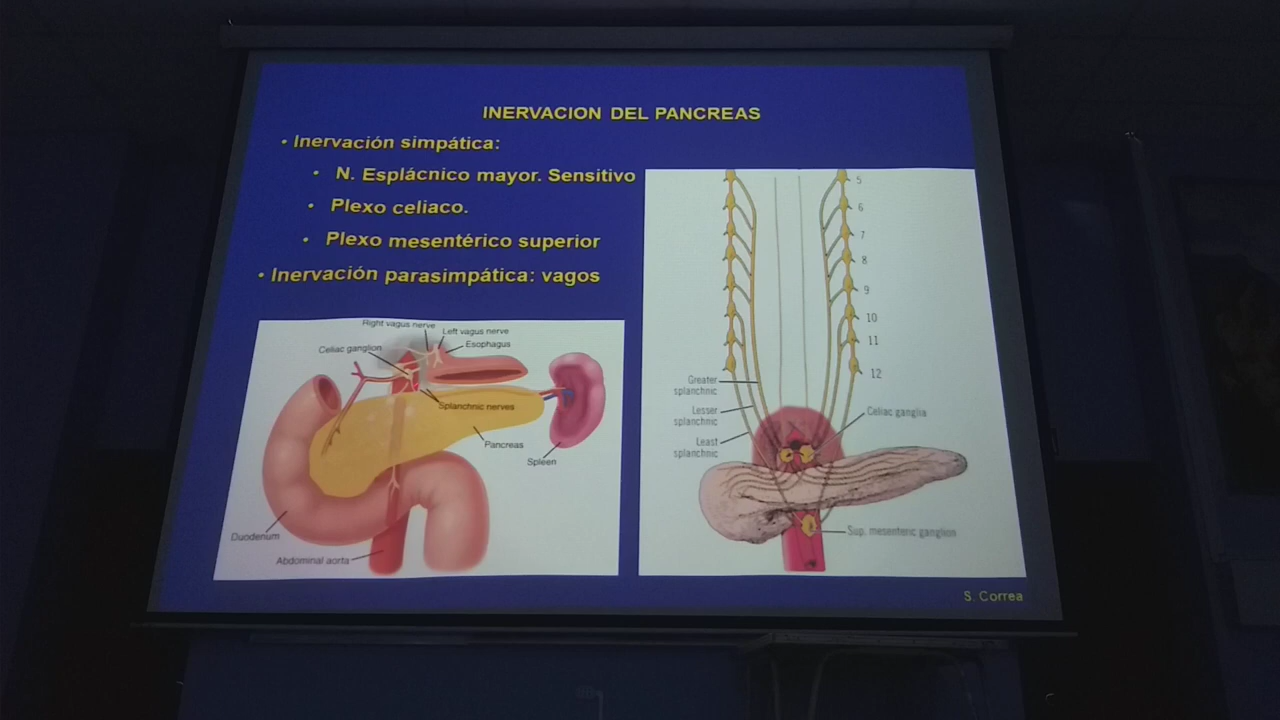 INERVACION DEL PANCREAS
• Inervación simpática:
• N. Esplácnico mayor. Sensitivo
• Plexo celiaco.
• Plexo mesentérico superior
• Inervación parasimpática: vagos
Right vagus nerve
Left vagus nerve
Celiac ganglion
Esophagus
Splanchnic nerves
Pancreas
Spleen
Duodenum
Abdominal aorta
5
6
7
8
9
10
11
12
Greater
splanchnic
Lesser
splanchnic
Least
splanchnic
Celiac ganglia
Sup. mesenteric ganglion
S. Correa